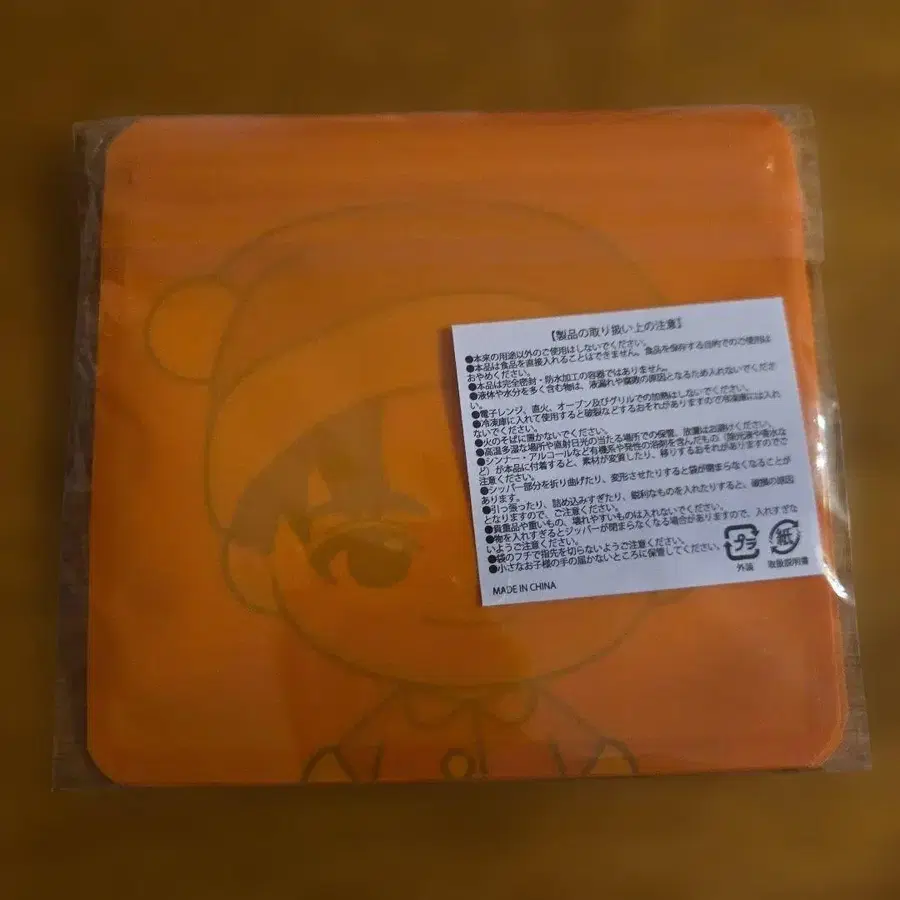 【製品の取り扱い上の注意】
●本来の用途以外のご使用はしないでください。
●本品は食品を直接入れることはできません。食品を保存する目的でのご使用は
おやめください。
●本品は完全密封・防水加工の容器ではありません。
●液体や水分を多く含む物は、液漏れや腐敗の原因となるため入れないでくださ
い。
●電子レンジ、直火、オーブン及びグリルでの加熱はしないでください。
●冷凍庫に入れて使用すると破裂などするおそれがありますので冷凍庫には入れ
ないでください。
●火のそばに置かないでください。
●高温多湿な場所や直射日光の当たる場所での保管、放置はお避けください。
●シンナー・アルコールなど有機系や発性の溶剤を含んだもの（除光液や香水な
ど）が本品に付着すると、素材が変質したり、移りするおそれがありますのでご
注意ください。
●ジッパー部分を折り曲げたり、変形させたりすると袋が閉まらなくなることが
あります。
●引っ張ったり、詰め込みすぎたり、鋭利なものを入れたりすると、破損の原因
となりますので、ご注意ください。
●貴重品や重いもの、壊れやすいものは入れないでください。
●物を入れすぎるとジッパーが閉まらなくなる場合がありますので、入れすぎな
いようご注意ください。
●袋のフチで指先を切らないようご注意ください。
●小さなお子様の手の届かないところに保管してください。
MADE IN CHINA
プラ 紙
外装 取扱説明書